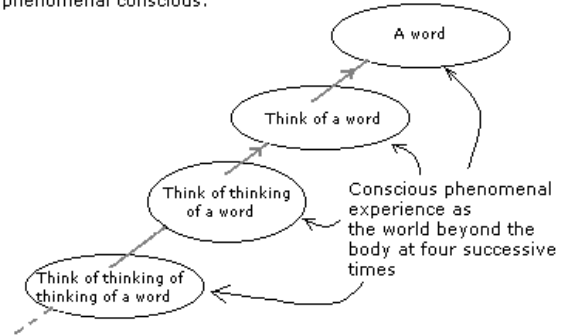 phenomenal conscious.
A word
Think of a word
Think of thinking
of a word
Conscious phenomenal
experience as
the world beyond the
body at four successive
times
Think of thinking of
thinking of a word